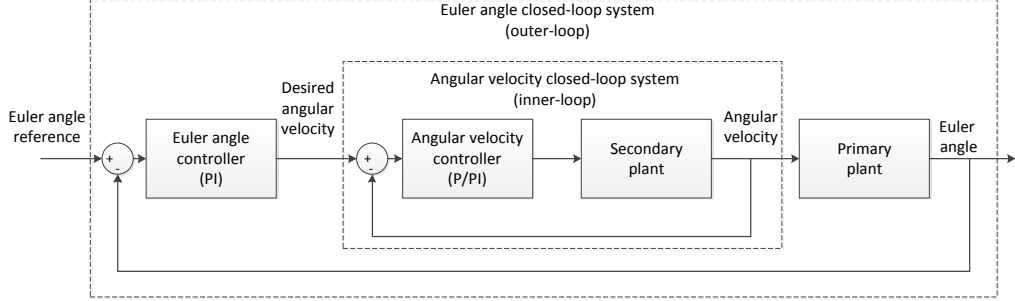 Euler angle closed-loop system
(outer-loop)
Angular velocity closed-loop system
(inner-loop)
Euler angle
reference
+
-
Euler angle
controller
(PI)
Desired
angular
velocity
+
-
Angular velocity
controller
(P/PI)
Secondary
plant
Angular
velocity
Primary
plant
Euler
angle